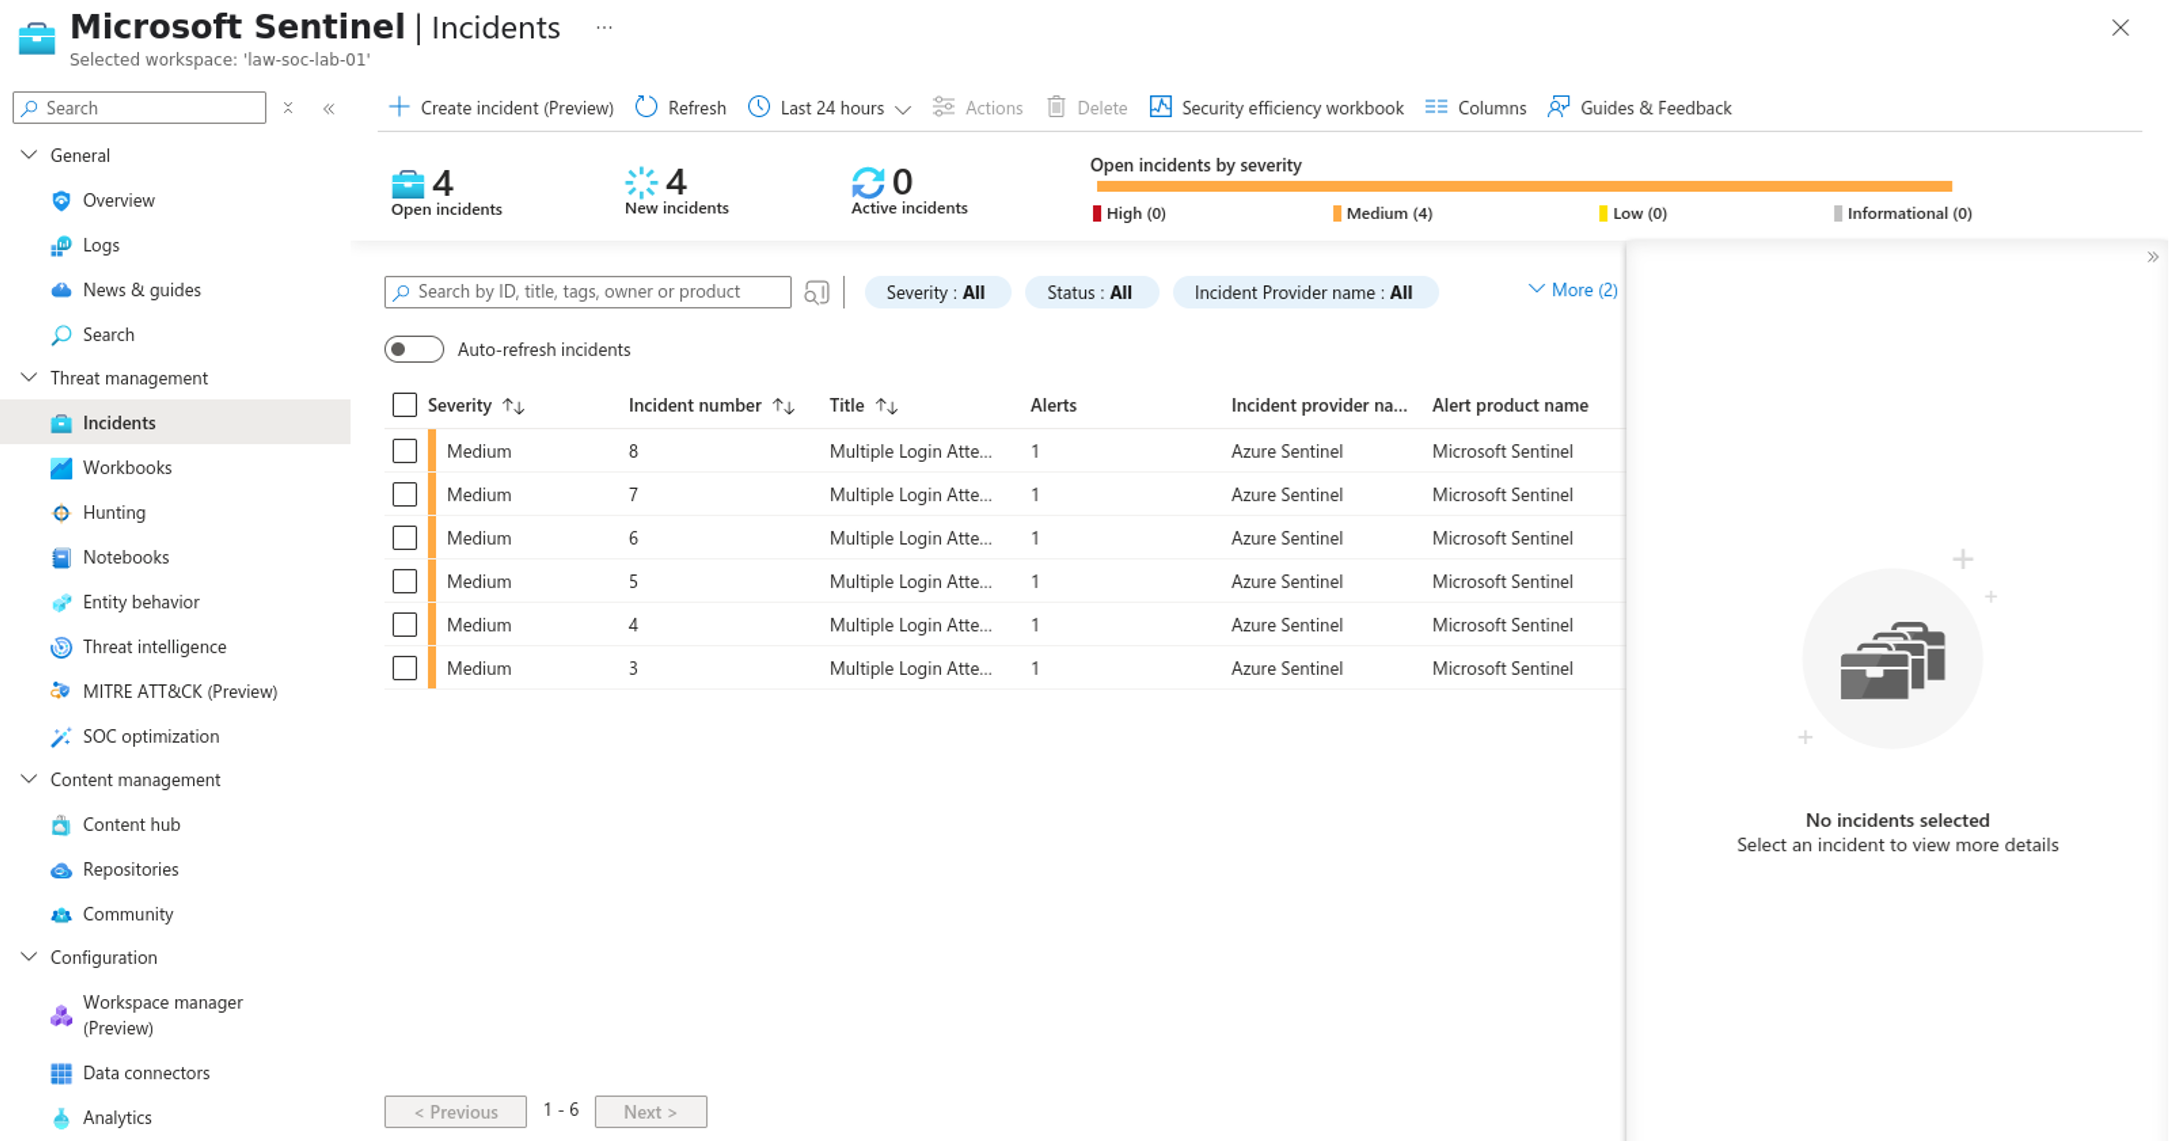 Microsoft Sentinel | Incidents ...
Selected workspace: 'law-soc-lab-01'
Search
General
Overview
Logs
News & guides
Search
Threat management
Incidents
Workbooks
Hunting
Notebooks
Entity behavior
Threat intelligence
MITRE ATT&CK (Preview)
SOC optimization
Content management
Content hub
Repositories
Community
Configuration
Workspace manager
(Preview)
Data connectors
Analytics
Create incident (Preview) Refresh Last 24 hours Actions Delete Security efficiency workbook Columns Guides & Feedback
4 Open incidents
4 New incidents
0 Active incidents
Open incidents by severity
High (0) Medium (4) Low (0) Informational (0)
Search by ID, title, tags, owner or product Severity : All Status : All Incident Provider name : All More (2)
Auto-refresh incidents
Severity Incident number Title Alerts Incident provider na... Alert product name
Medium 8 Multiple Login Atte... 1 Azure Sentinel Microsoft Sentinel
Medium 7 Multiple Login Atte... 1 Azure Sentinel Microsoft Sentinel
Medium 6 Multiple Login Atte... 1 Azure Sentinel Microsoft Sentinel
Medium 5 Multiple Login Atte... 1 Azure Sentinel Microsoft Sentinel
Medium 4 Multiple Login Atte... 1 Azure Sentinel Microsoft Sentinel
Medium 3 Multiple Login Atte... 1 Azure Sentinel Microsoft Sentinel
< Previous 1 - 6 Next >
No incidents selected
Select an incident to view more details